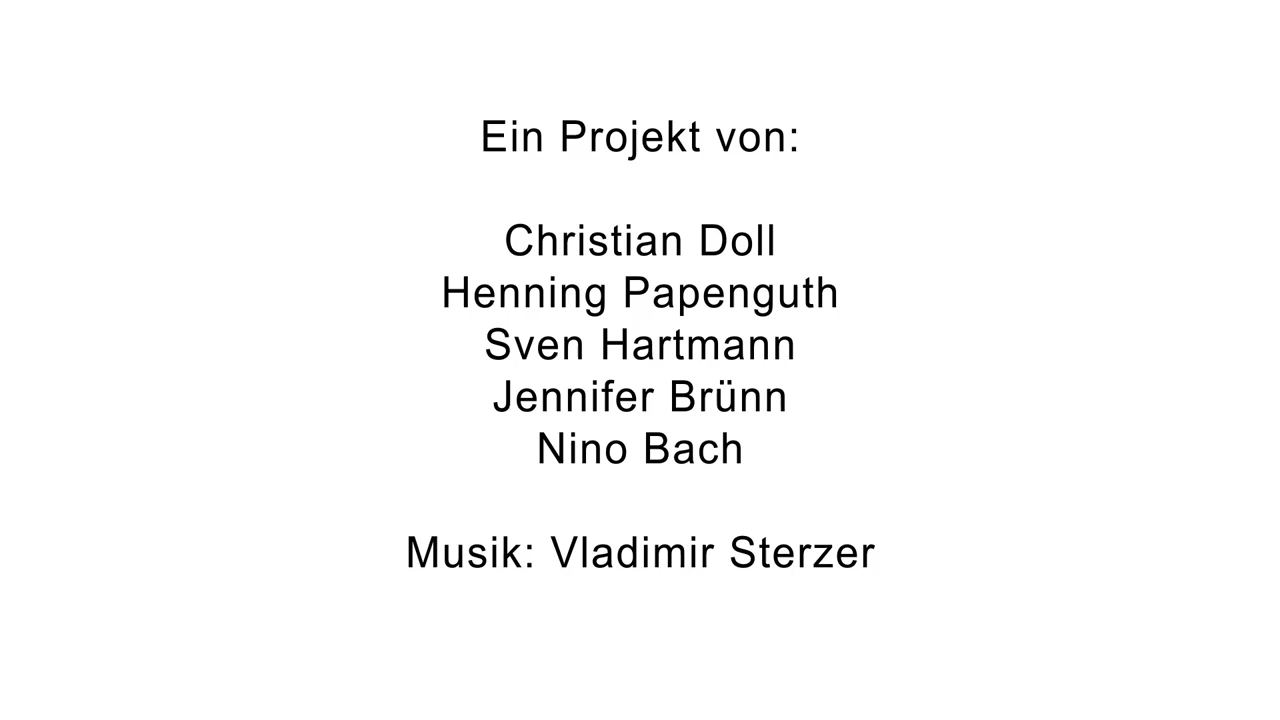 Ein Projekt von:
Christian Doll
Henning Papenguth
Sven Hartmann
Jennifer Brünn
Nino Bach
Musik: Vladimir Sterzer